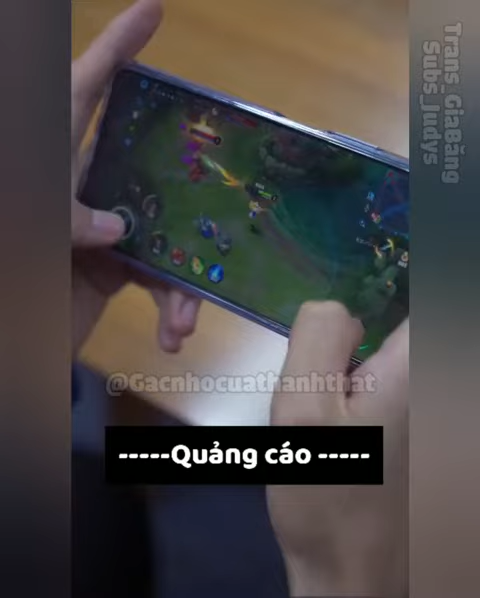 Trans_GiaBăng
Subs_Judys
@Gacnhocuathanhthat
-----Quảng cáo -----